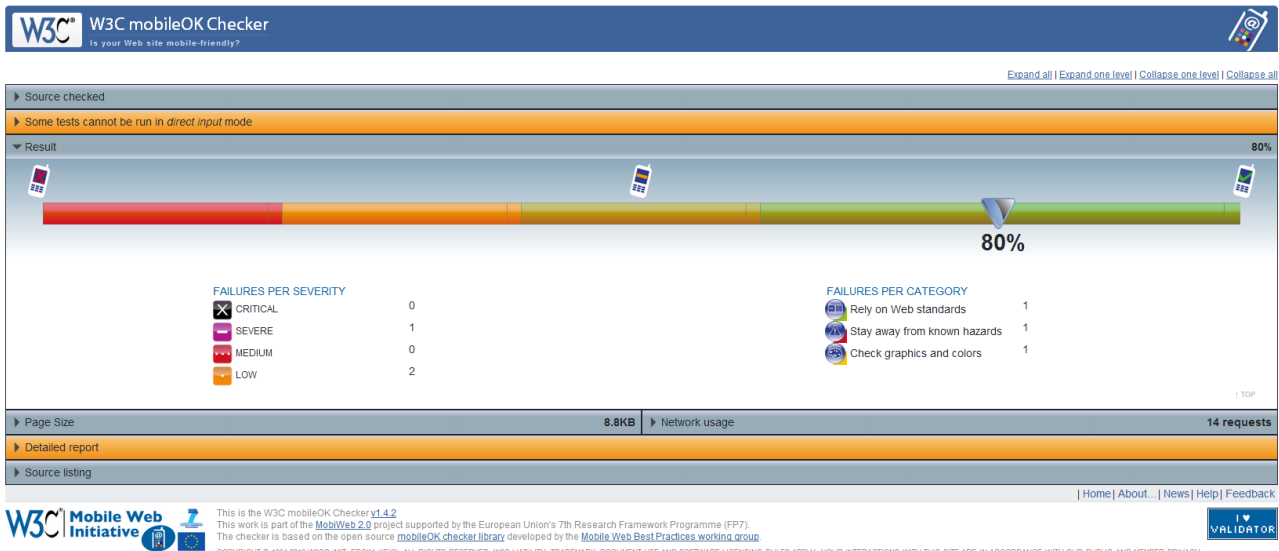 W3C® W3C mobileOK Checker
Is your Web site mobile-friendly?
Expand all | Expand one level | Collapse one level | Collapse all
Source checked
Some tests cannot be run in direct input mode
Result 80%
80%
FAILURES PER SEVERITY
CRITICAL 0
SEVERE 1
MEDIUM 0
LOW 2
FAILURES PER CATEGORY
Rely on Web standards 1
Stay away from known hazards 1
Check graphics and colors 1
↑ TOP
Page Size 8.8KB
Network usage 14 requests
Detailed report
Source listing
| Home | About... | News | Help | Feedback
W3C® Mobile Web Initiative
This is the W3C mobileOK Checker v1.4.2
This work is part of the MobiWeb 2.0 project supported by the European Union's 7th Research Framework Programme (FP7).
The checker is based on the open source mobileOK checker library developed by the Mobile Web Best Practices working group.
I ♥ VALIDATOR